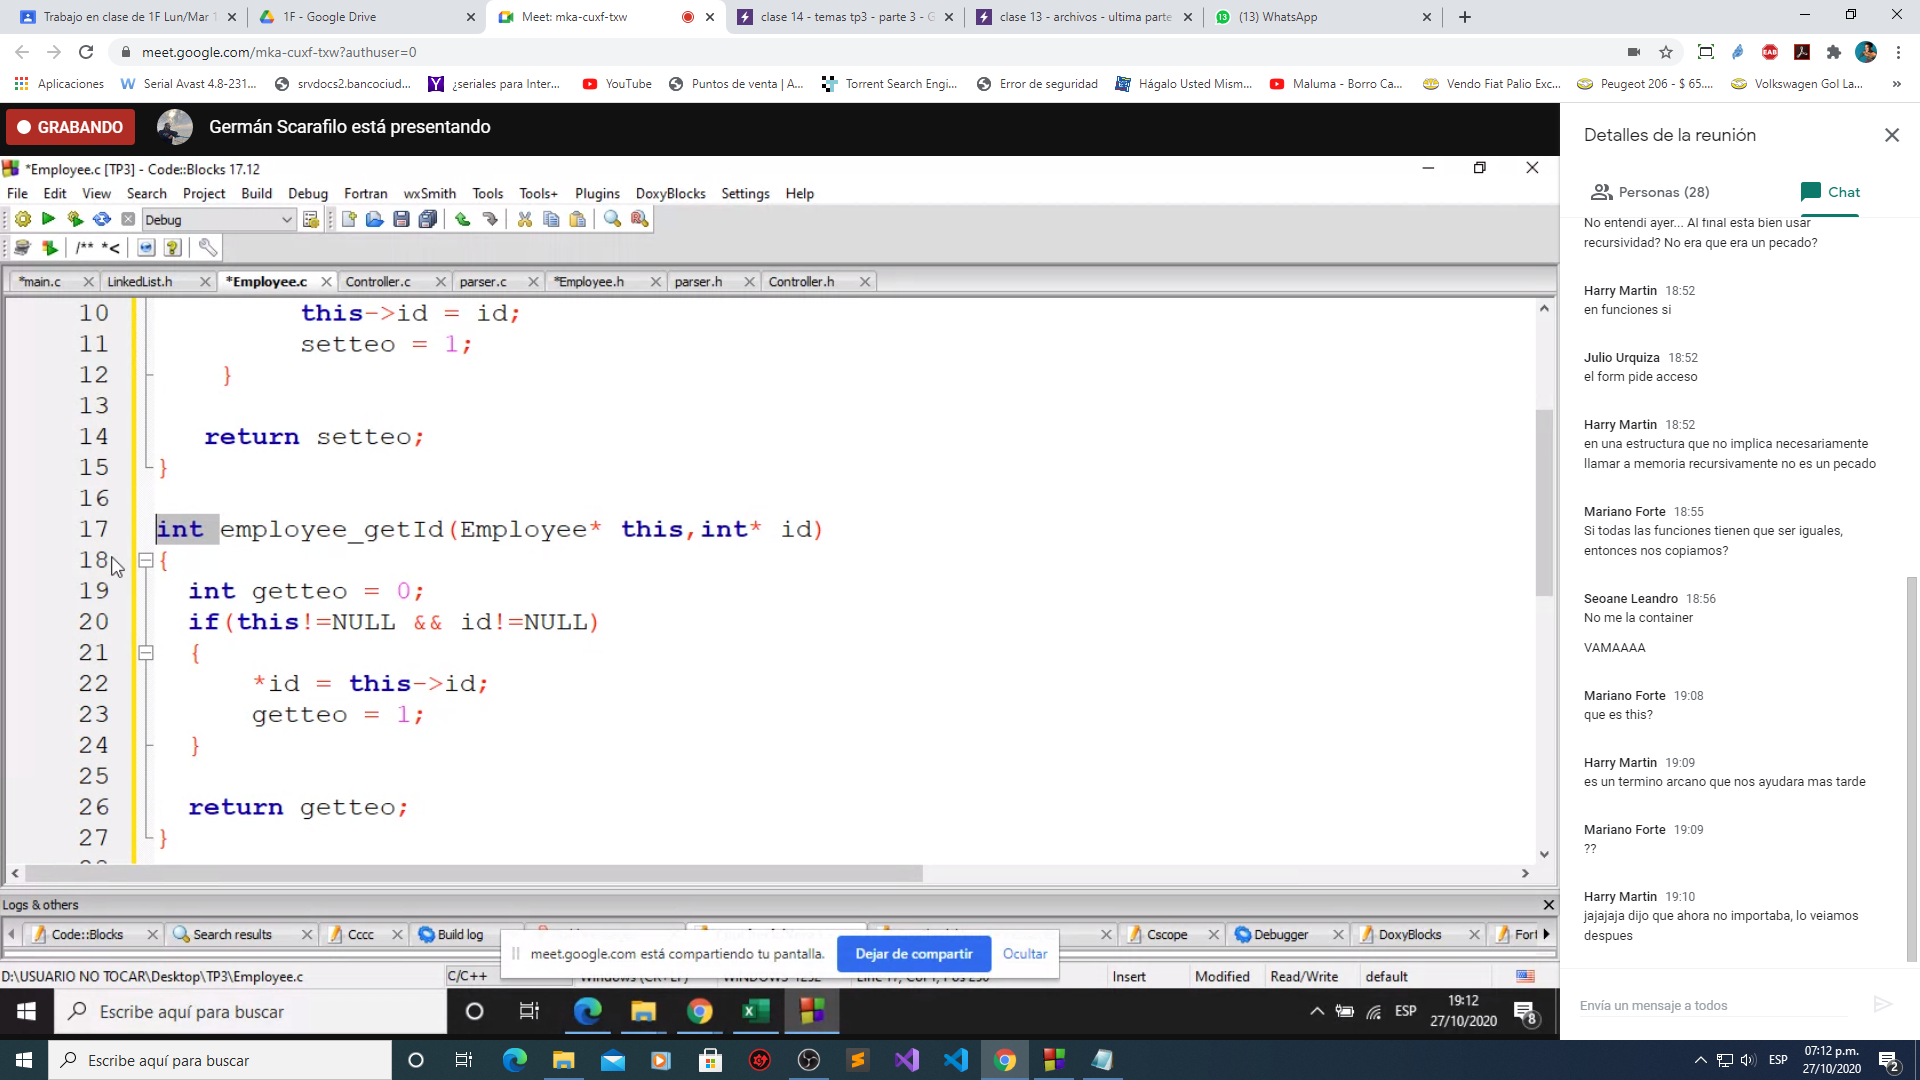 Trabajo en clase de 1F Lun/Mar 1
1F - Google Drive
Meet: mka-cuxf-txw
clase 14 - temas tp3 - parte 3 - G
clase 13 - archivos - ultima parte
(13) WhatsApp
meet.google.com/mka-cuxf-txw?authuser=0
Aplicaciones
Serial Avast 4.8-231...
srvdocs2.bancociud...
¿seriales para Inter...
YouTube
Puntos de venta | A...
Torrent Search Engi...
Error de seguridad
Hágalo Usted Mism...
Maluma - Borro Ca...
Vendo Fiat Palio Exc...
Peugeot 206 - $ 65....
Volkswagen Gol La...
»
GRABANDO
Germán Scarafilo está presentando
*Employee.c [TP3] - Code::Blocks 17.12
File Edit View Search Project Build Debug Fortran wxSmith Tools Tools+ Plugins DoxyBlocks Settings Help
Debug
/** *<
*main.c
LinkedList.h
*Employee.c
Controller.c
parser.c
*Employee.h
parser.h
Controller.h
10 this->id = id;
11 setteo = 1;
12 }
13
14 return setteo;
15 }
16
17 int employee_getId(Employee* this,int* id)
18 {
19 int getteo = 0;
20 if(this!=NULL && id!=NULL)
21 {
22 *id = this->id;
23 getteo = 1;
24 }
25
26 return getteo;
27 }
Logs & others
Code::Blocks
Search results
Cccc
Build log
Cscope
Debugger
DoxyBlocks
Fort
meet.google.com está compartiendo tu pantalla.
Dejar de compartir
Ocultar
D:\USUARIO NO TOCAR\Desktop\TP3\Employee.c
C/C++
Insert
Modified
Read/Write
default
Escribe aquí para buscar
ESP
19:12
27/10/2020
8
Detalles de la reunión
Personas (28)
Chat
No entendi ayer... Al final esta bien usar
recursividad? No era que era un pecado?
Harry Martin 18:52
en funciones si
Julio Urquiza 18:52
el form pide acceso
Harry Martin 18:52
en una estructura que no implica necesariamente
llamar a memoria recursivamente no es un pecado
Mariano Forte 18:55
Si todas las funciones tienen que ser iguales,
entonces nos copiamos?
Seoane Leandro 18:56
No me la container
VAMAAAA
Mariano Forte 19:08
que es this?
Harry Martin 19:09
es un termino arcano que nos ayudara mas tarde
Mariano Forte 19:09
??
Harry Martin 19:10
jajajaja dijo que ahora no importaba, lo veiamos
despues
Envía un mensaje a todos
Escribe aquí para buscar
ESP
07:12 p.m.
27/10/2020
2